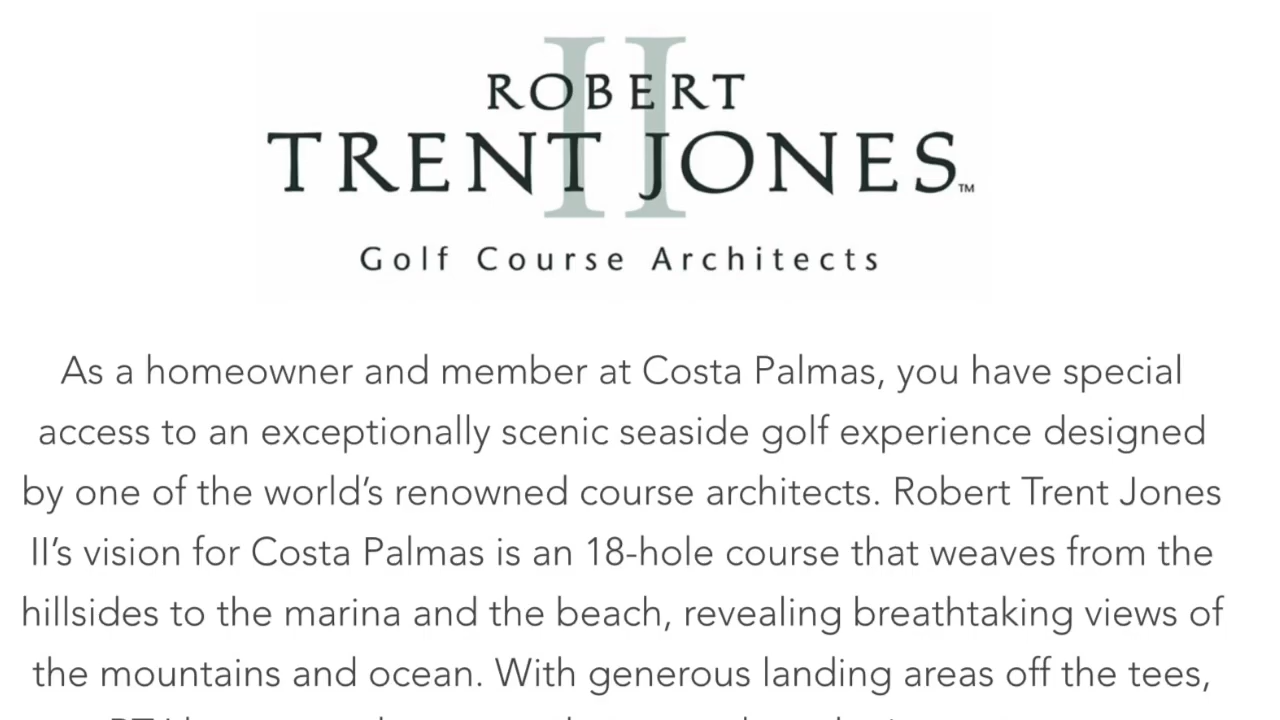 II
ROBERT
TRENT JONES™
Golf Course Architects
As a homeowner and member at Costa Palmas, you have special
access to an exceptionally scenic seaside golf experience designed
by one of the world’s renowned course architects. Robert Trent Jones
II’s vision for Costa Palmas is an 18-hole course that weaves from the
hillsides to the marina and the beach, revealing breathtaking views of
the mountains and ocean. With generous landing areas off the tees,